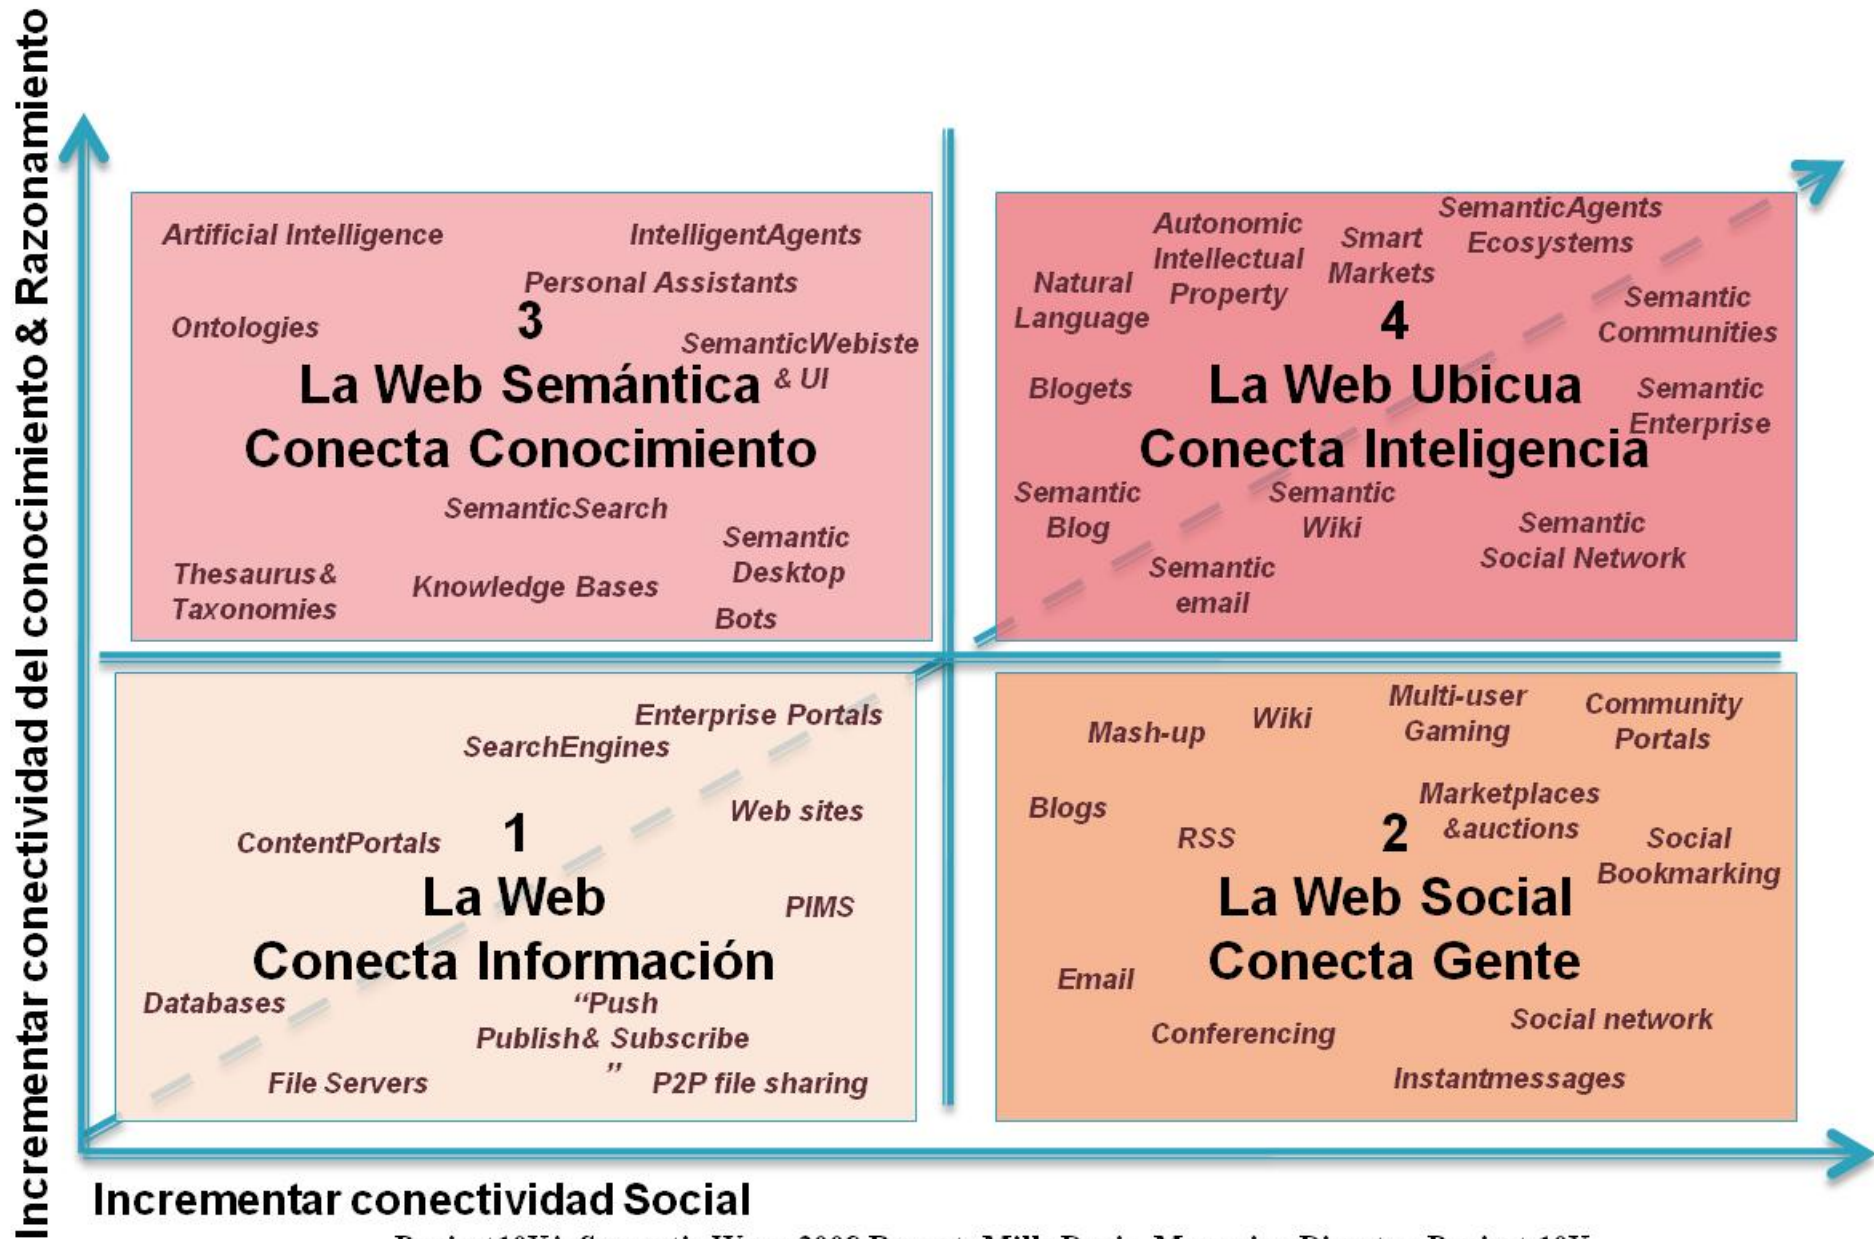 Incrementar conectividad del conocimiento & Razonamiento
Artificial Intelligence
IntelligentAgents
Personal Assistants
Ontologies
3
SemanticWebiste
& UI
La Web Semántica
Conecta Conocimiento
SemanticSearch
Semantic
Desktop
Thesaurus&
Taxonomies
Knowledge Bases
Bots
Autonomic
Intellectual
Property
Smart
Markets
SemanticAgents
Ecosystems
Natural
Language
4
Semantic
Communities
Blogets
La Web Ubicua
Conecta Inteligencia
Semantic
Enterprise
Semantic
Blog
Semantic
Wiki
Semantic
Social Network
Semantic
email
Enterprise Portals
SearchEngines
Web sites
ContentPortals
1
La Web
Conecta Información
PIMS
Databases
“Push
Publish& Subscribe
”
File Servers
P2P file sharing
Mash-up
Wiki
Multi-user
Gaming
Community
Portals
Blogs
RSS
Marketplaces
&auctions
2
Social
Bookmarking
La Web Social
Conecta Gente
Email
Conferencing
Social network
Instantmessages
Incrementar conectividad Social